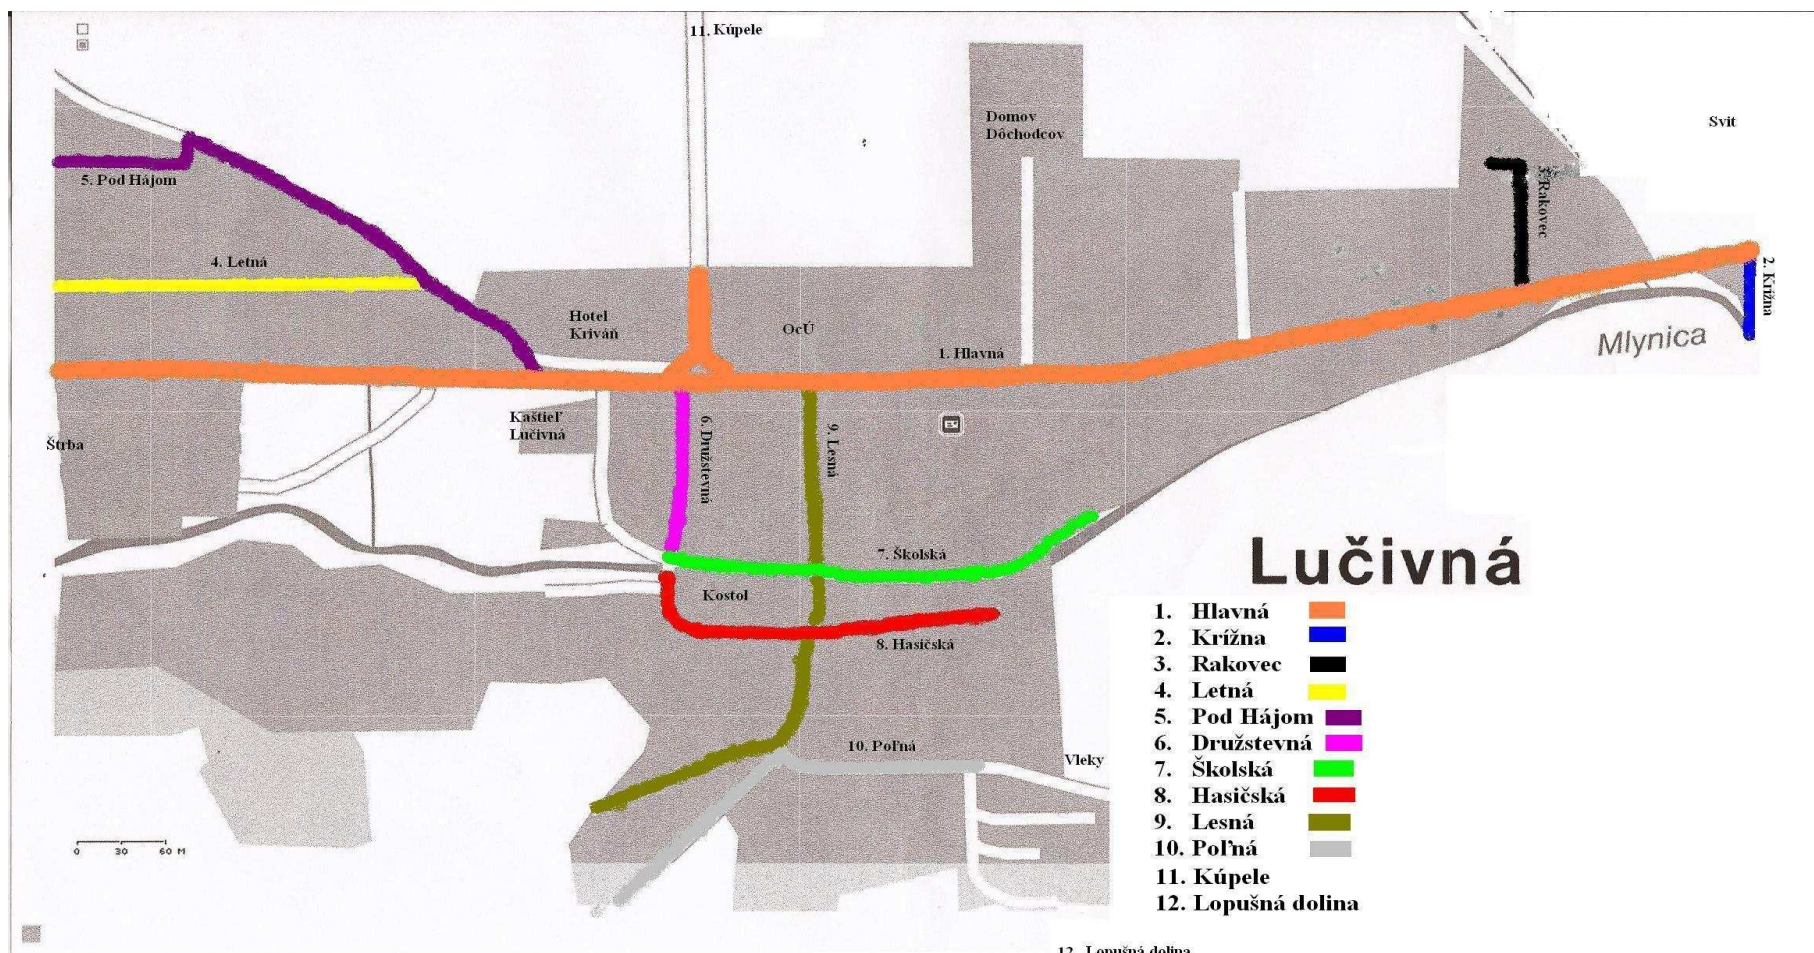 11. Kúpele
Domov
Dôchodcov
Svit
5. Pod Hájom
3. Rakovec
4. Letná
2. Krížna
Hotel
Kriváň
OcÚ
1. Hlavná
Mlynica
Kaštieľ
Lučivná
Štrba
6. Družstevná
9. Lesná
7. Školská
Kostol
8. Hasičská
10. Poľná
Vleky
0 30 60 M
Lučivná
1. Hlavná
2. Krížna
3. Rakovec
4. Letná
5. Pod Hájom
6. Družstevná
7. Školská
8. Hasičská
9. Lesná
10. Poľná
11. Kúpele
12. Lopušná dolina
12. Lopušná dolina